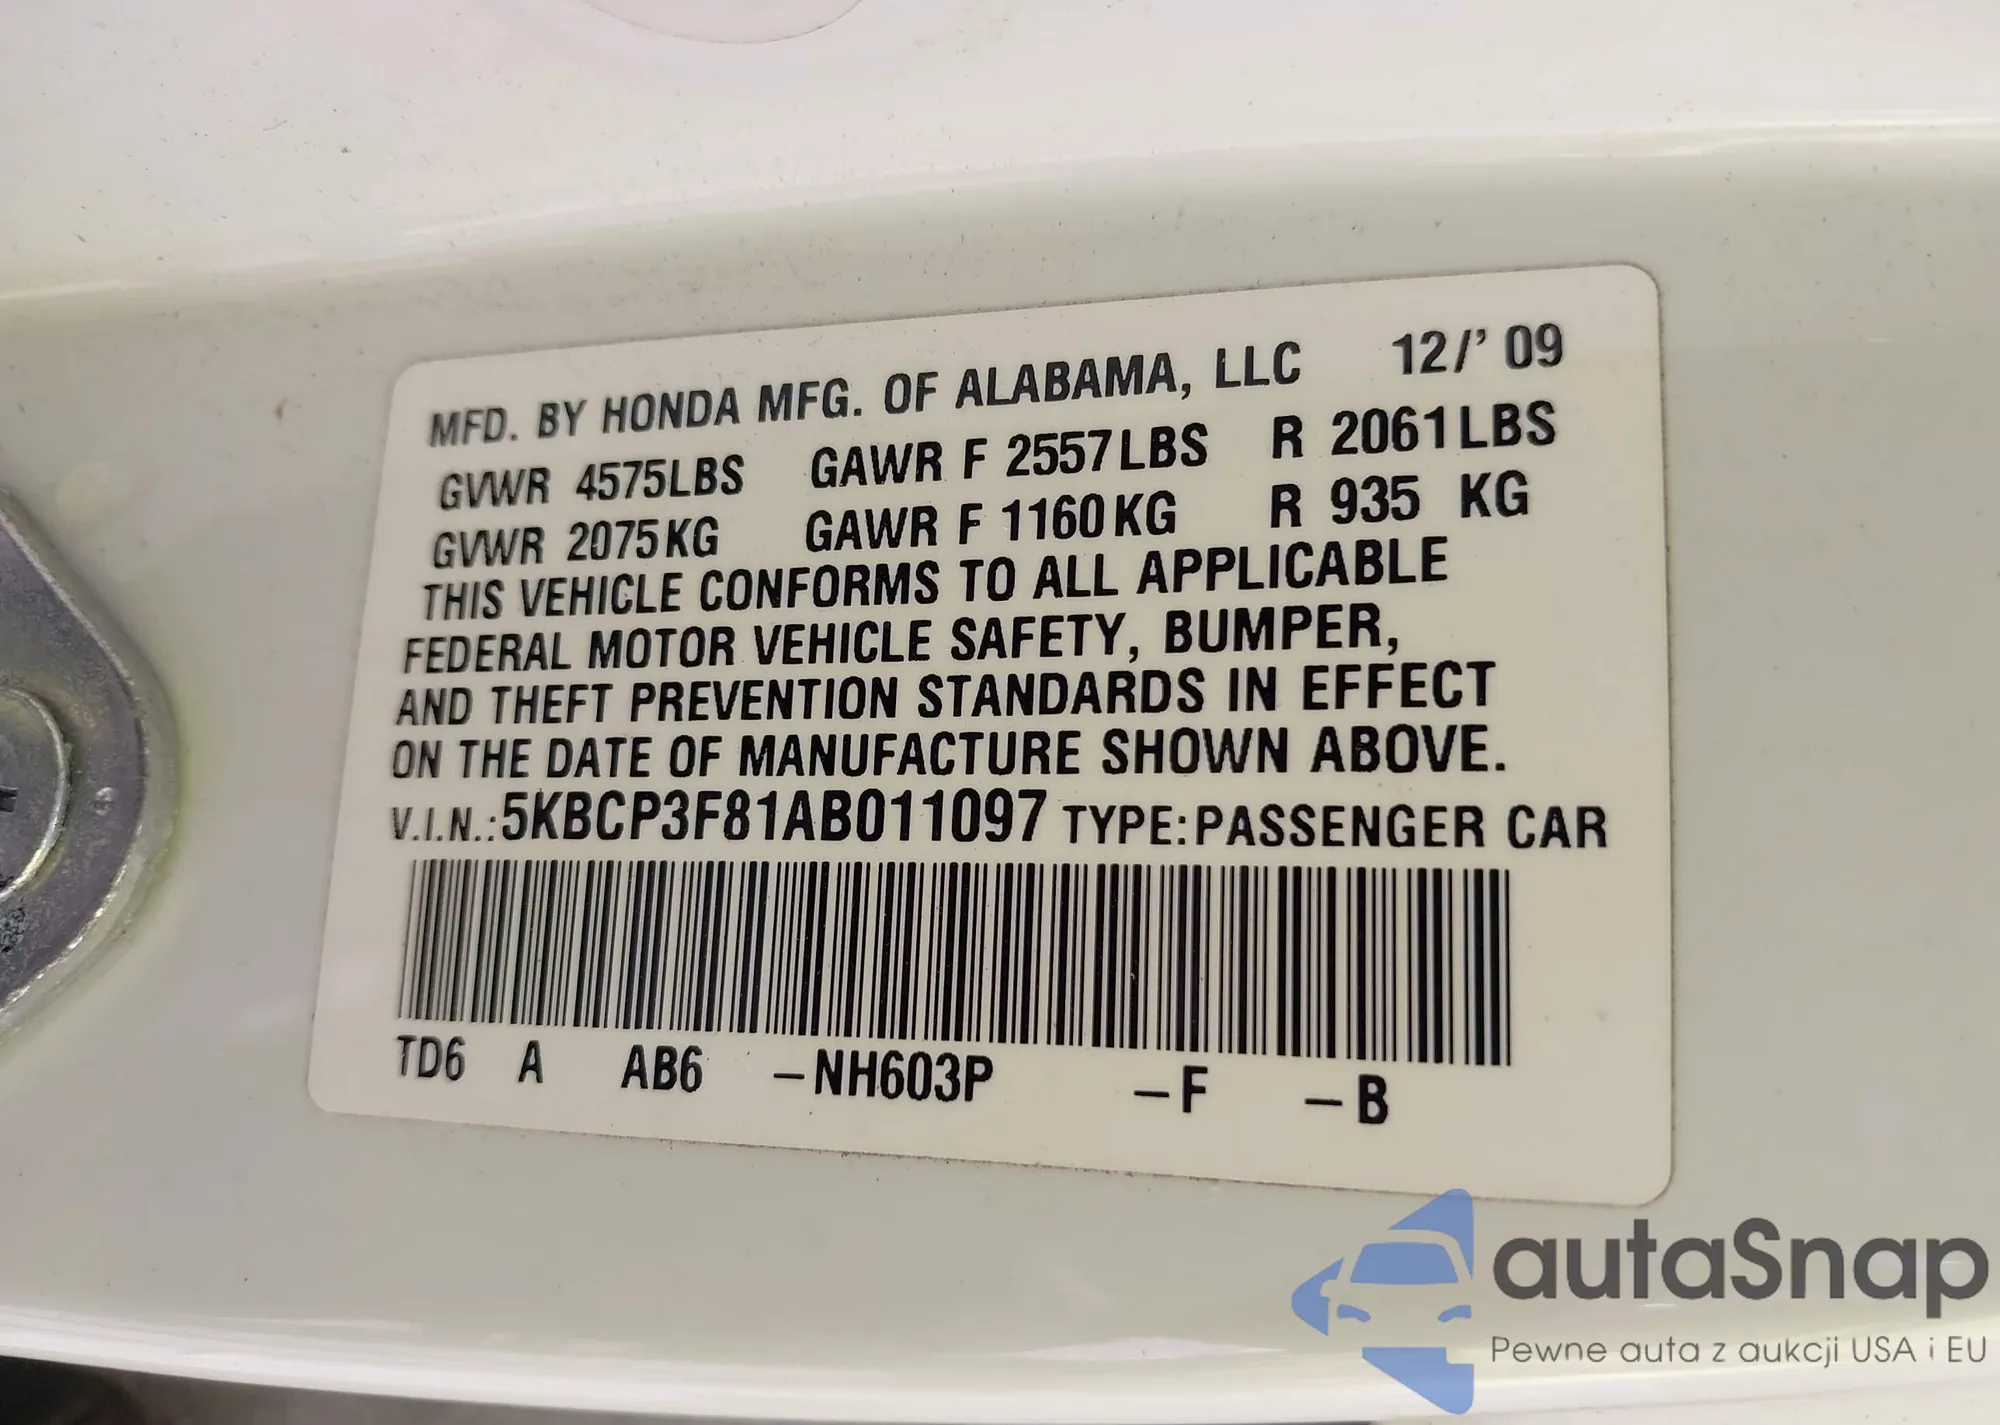 MFD. BY HONDA MFG. OF ALABAMA, LLC 12/' 09
GVWR 4575LBS GAWR F 2557LBS R 2061LBS
GVWR 2075KG GAWR F 1160KG R 935 KG
THIS VEHICLE CONFORMS TO ALL APPLICABLE
FEDERAL MOTOR VEHICLE SAFETY, BUMPER,
AND THEFT PREVENTION STANDARDS IN EFFECT
ON THE DATE OF MANUFACTURE SHOWN ABOVE.
V.I.N.:5KBCP3F81AB011097 TYPE:PASSENGER CAR
TD6 A AB6 -NH603P -F -B
autaSnap
Pewne auta z aukcji USA i EU